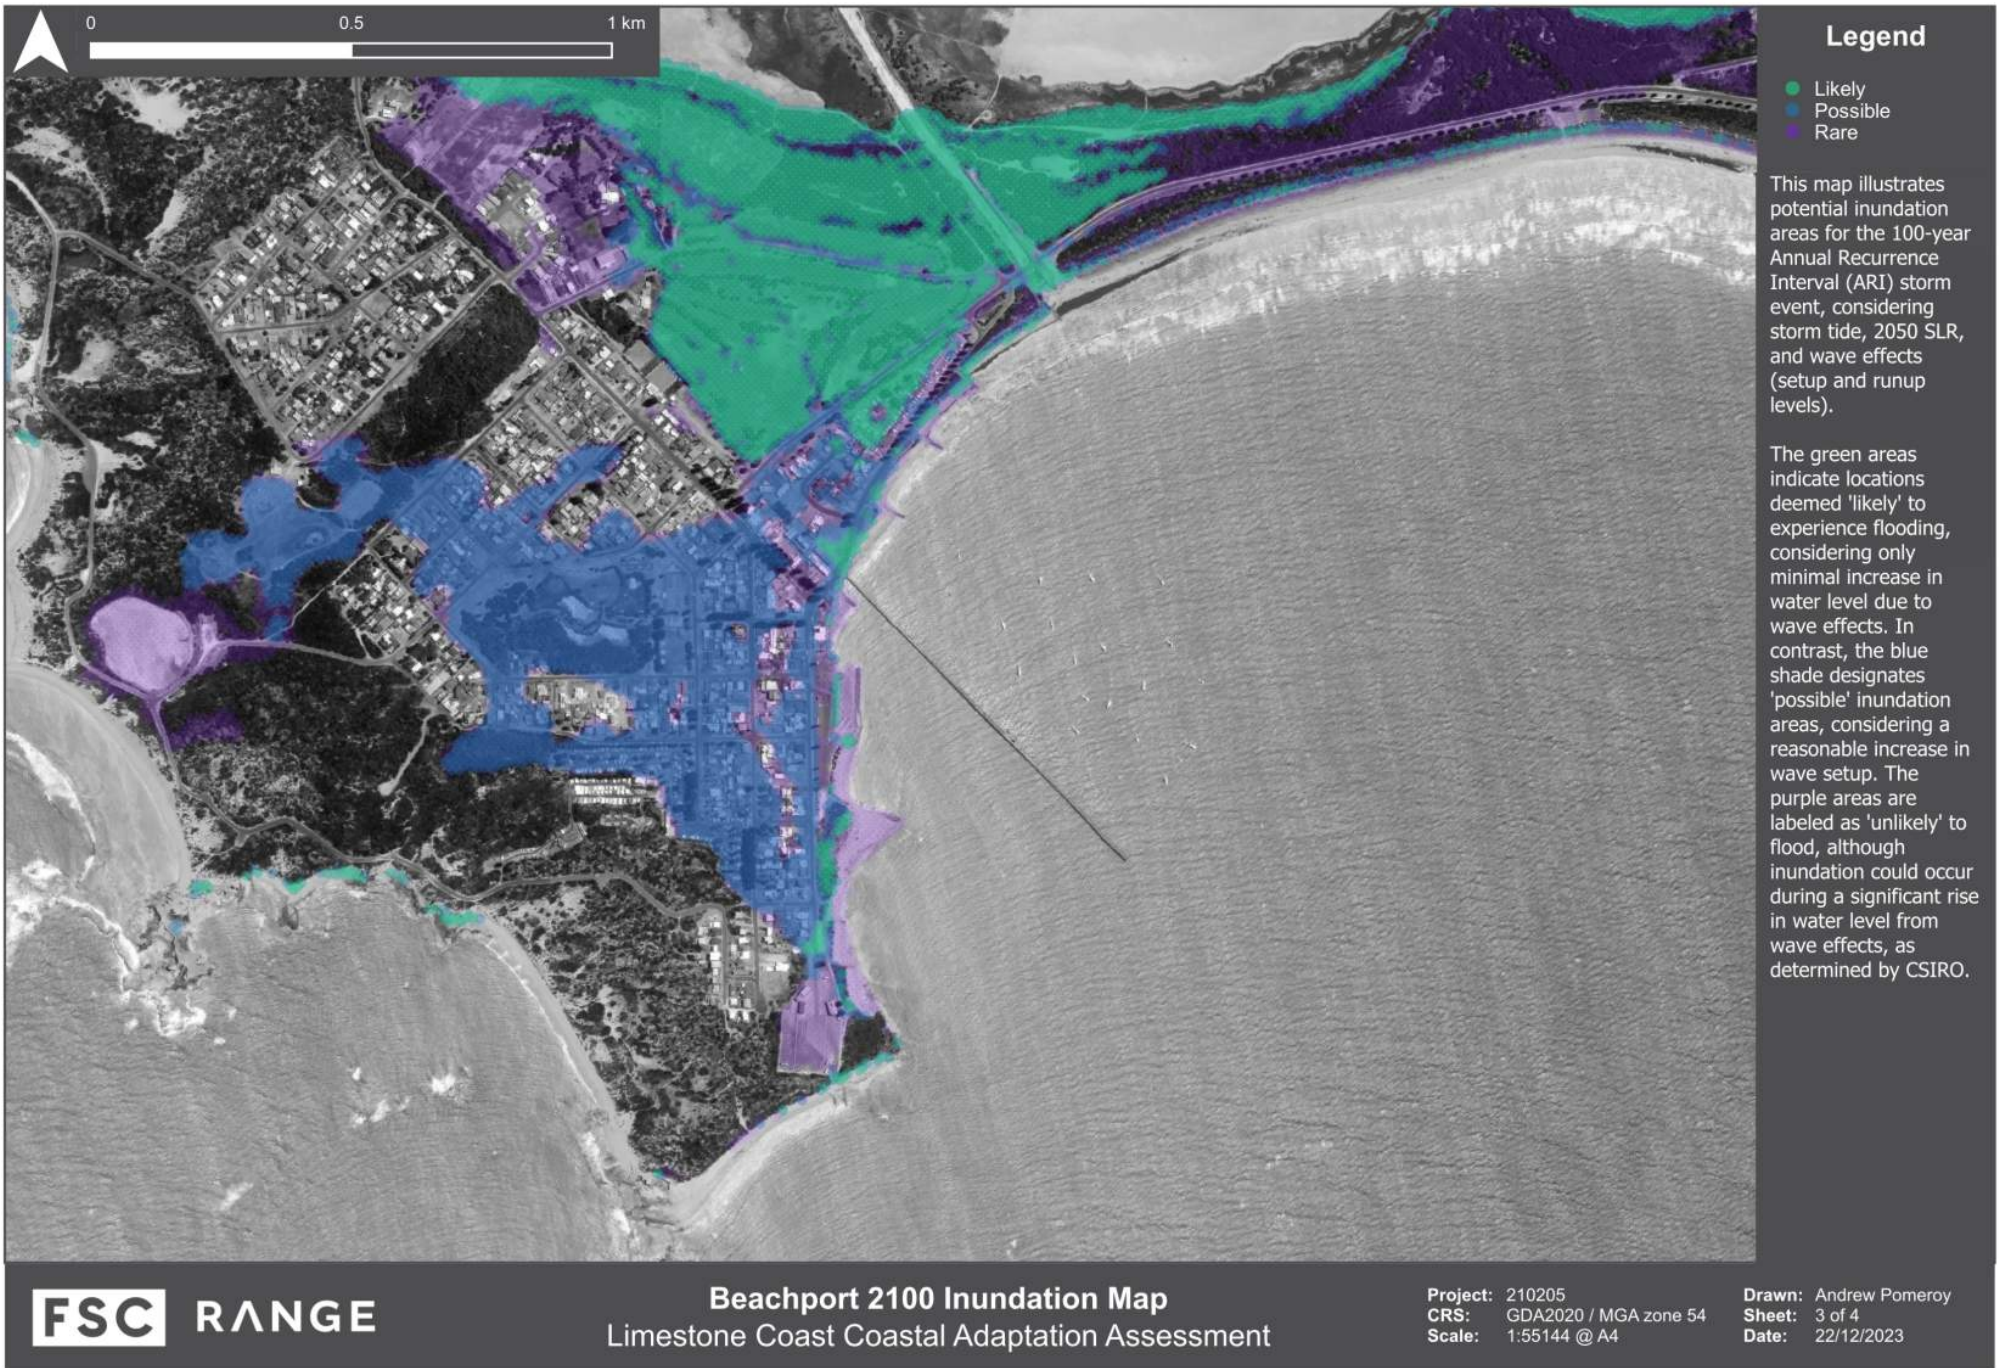 0 0.5 1 km
Legend
Likely
Possible
Rare
This map illustrates
potential inundation
areas for the 100-year
Annual Recurrence
Interval (ARI) storm
event, considering
storm tide, 2050 SLR,
and wave effects
(setup and runup
levels).
The green areas
indicate locations
deemed 'likely' to
experience flooding,
considering only
minimal increase in
water level due to
wave effects. In
contrast, the blue
shade designates
'possible' inundation
areas, considering a
reasonable increase in
wave setup. The
purple areas are
labeled as 'unlikely' to
flood, although
inundation could occur
during a significant rise
in water level from
wave effects, as
determined by CSIRO.
FSC RANGE
Beachport 2100 Inundation Map
Limestone Coast Coastal Adaptation Assessment
Project: 210205
CRS: GDA2020 / MGA zone 54
Scale: 1:55144 @ A4
Drawn: Andrew Pomeroy
Sheet: 3 of 4
Date: 22/12/2023